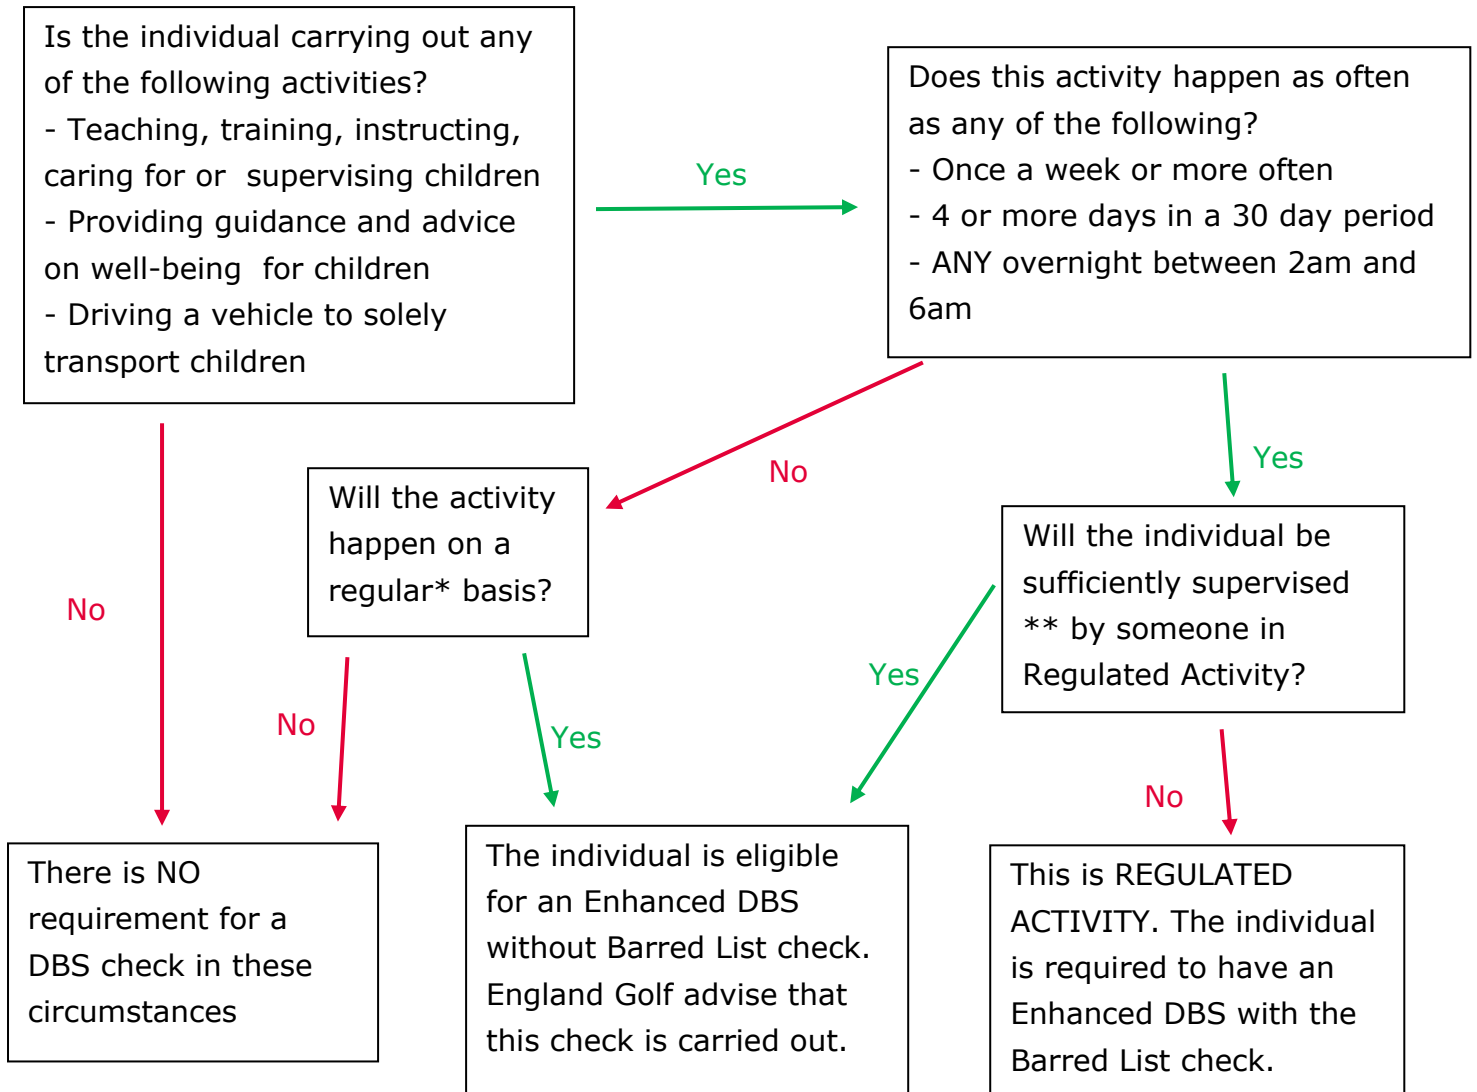 Is the individual carrying out any
of the following activities?
- Teaching, training, instructing,
caring for or  supervising children
- Providing guidance and advice
on well-being  for children
- Driving a vehicle to solely
transport children
Yes
Does this activity happen as often
as any of the following?
- Once a week or more often
- 4 or more days in a 30 day period
- ANY overnight between 2am and
6am
No
No
Yes
Will the activity
happen on a
regular* basis?
Will the individual be
sufficiently supervised
** by someone in
Regulated Activity?
No
Yes
Yes
No
There is NO
requirement for a
DBS check in these
circumstances
The individual is eligible
for an Enhanced DBS
without Barred List check.
England Golf advise that
this check is carried out.
This is REGULATED
ACTIVITY. The individual
is required to have an
Enhanced DBS with the
Barred List check.